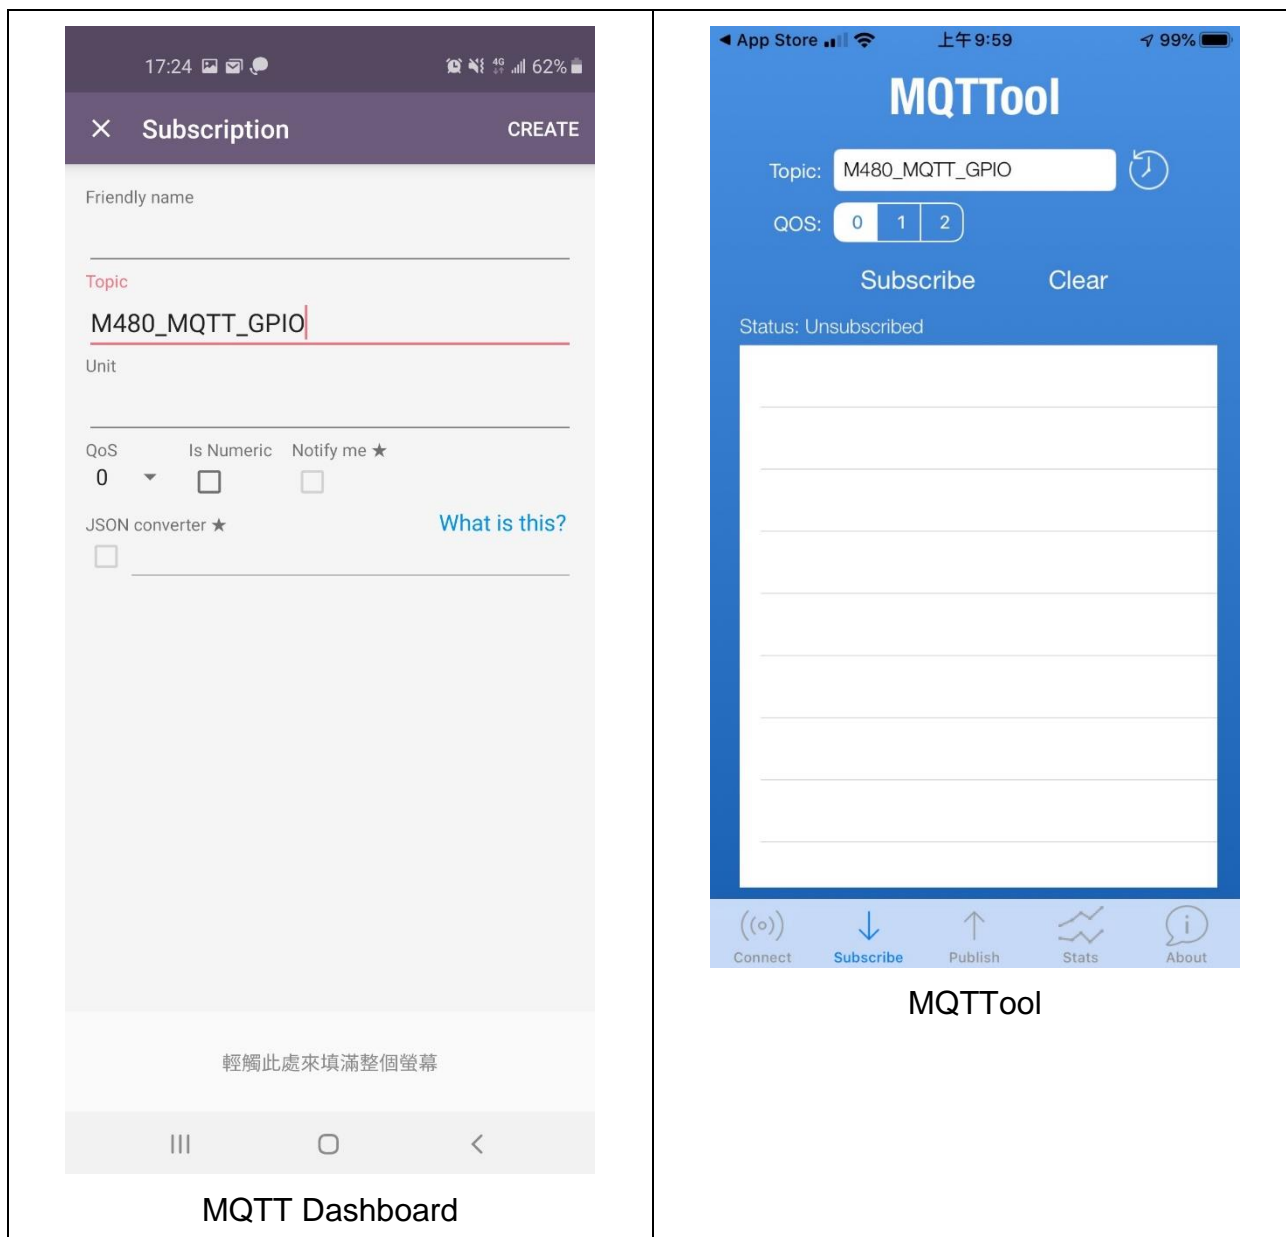 17:24 62%
Subscription CREATE
Friendly name
Topic
M480_MQTT_GPIO
Unit
QoS Is Numeric Notify me ★
0
JSON converter ★ What is this?
輕觸此處來填滿整個螢幕
MQTT Dashboard
App Store 上午9:59 99%
MQTTool
Topic: M480_MQTT_GPIO
QOS: 0 1 2
Subscribe Clear
Status: Unsubscribed
Connect Subscribe Publish Stats About
MQTTool